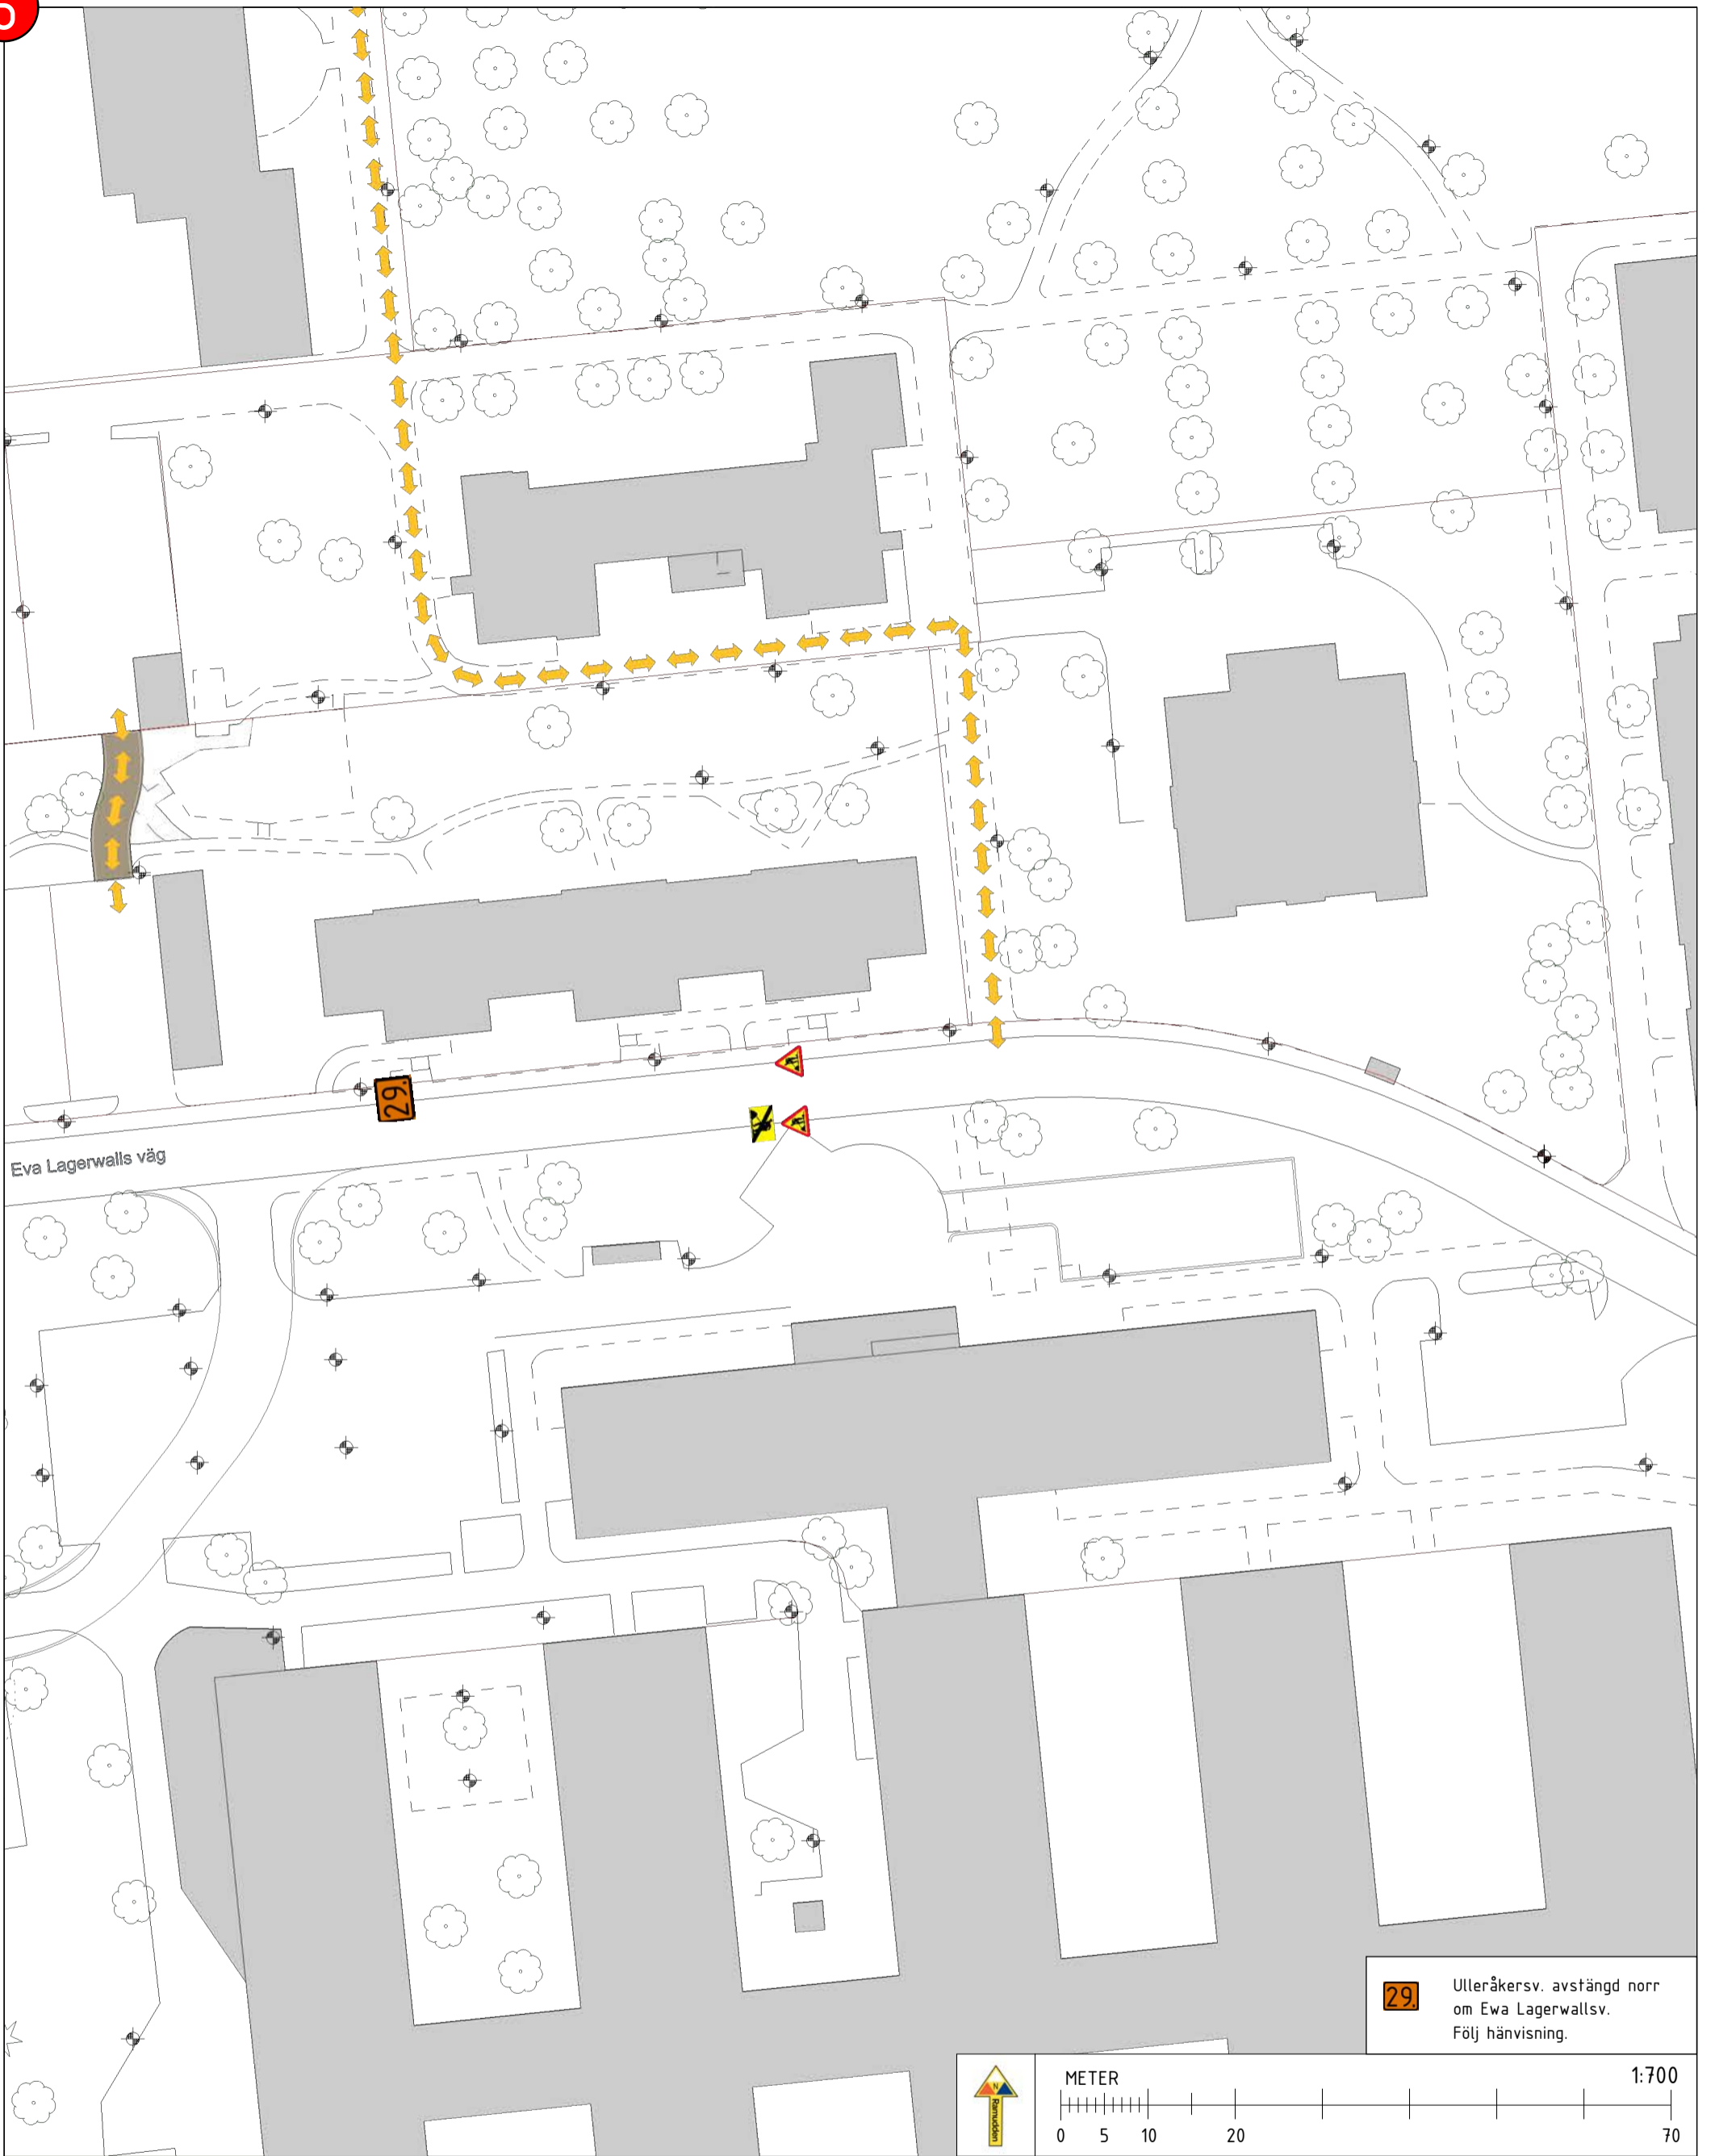 29.
Eva Lagerwalls väg
29.
Ulleråkersv. avstängd norr
om Ewa Lagerwallsv.
Följ hänvisning.
N
Ramudden
METER
1:700
0 5 10 20 70